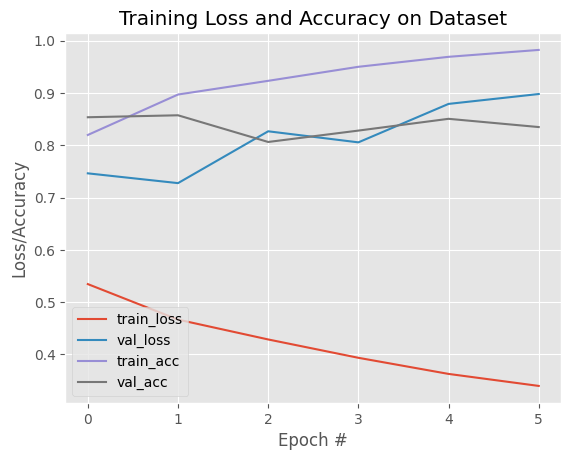 Training Loss and Accuracy on Dataset
1.0
0.9
0.8
0.7
0.6
0.5
0.4
Loss/Accuracy
train_loss
val_loss
train_acc
val_acc
0 1 2 3 4 5
Epoch #